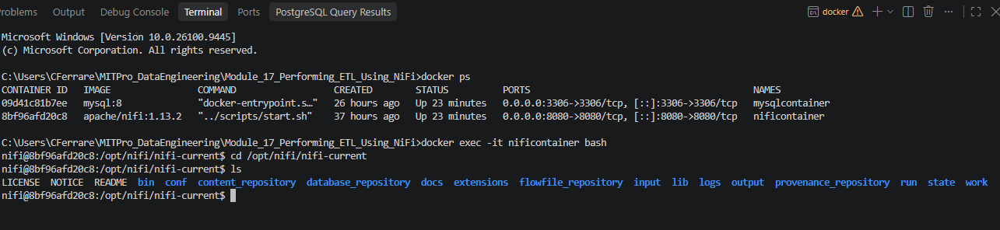 roblems Output Debug Console Terminal Ports PostgreSQL Query Results docker
Microsoft Windows [Version 10.0.26100.9445]
(c) Microsoft Corporation. All rights reserved.
C:\Users\CFerrare\MITPro_DataEngineering\Module_17_Performing_ETL_Using_NiFi>docker ps
CONTAINER ID IMAGE COMMAND CREATED STATUS PORTS NAMES
09d41c81b7ee mysql:8 "docker-entrypoint.s…" 26 hours ago Up 23 minutes 0.0.0.0:3306->3306/tcp, [::]:3306->3306/tcp mysqlcontainer
8bf96afd20c8 apache/nifi:1.13.2 "../scripts/start.sh" 37 hours ago Up 23 minutes 0.0.0.0:8080->8080/tcp, [::]:8080->8080/tcp nificontainer
C:\Users\CFerrare\MITPro_DataEngineering\Module_17_Performing_ETL_Using_NiFi>docker exec -it nificontainer bash
nifi@8bf96afd20c8:/opt/nifi/nifi-current$ cd /opt/nifi/nifi-current
nifi@8bf96afd20c8:/opt/nifi/nifi-current$ ls
LICENSE NOTICE README bin conf content_repository database_repository docs extensions flowfile_repository input lib logs output provenance_repository run state work
nifi@8bf96afd20c8:/opt/nifi/nifi-current$